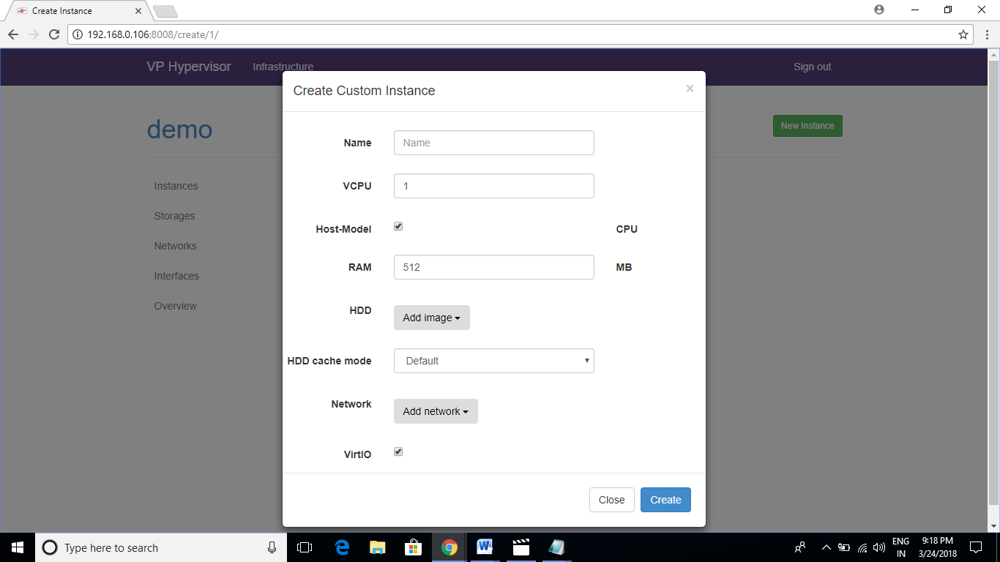 Create Instance
192.168.0.106:8008/create/1/
VP Hypervisor Infrastructure Sign out
Create Custom Instance ×
demo
New Instance
Instances
Storages
Networks
Interfaces
Overview
Name Name
VCPU 1
Host-Model CPU
RAM 512 MB
HDD Add image
HDD cache mode Default
Network Add network
VirtIO
Close Create
Type here to search
ENG
IN
9:18 PM
3/24/2018